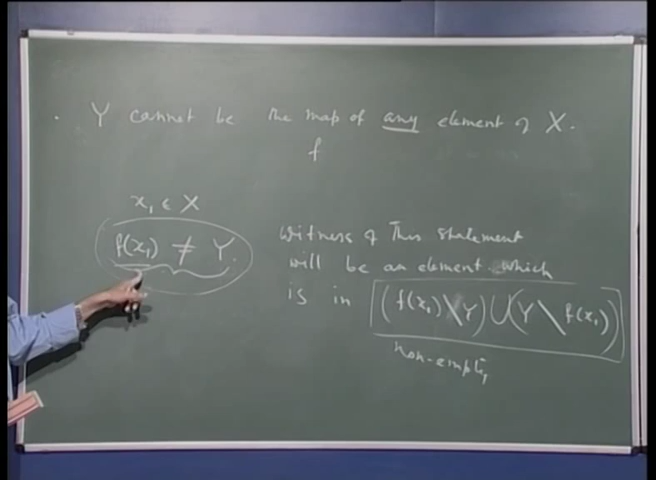 . Y cannot be the map of any element of X.
f
x₁ ∈ X
f(x₁) ≠ Y.
Witness of this statement
will be an element which
is in (f(x₁) \ Y) ∪ (Y \ f(x₁))
non-empty